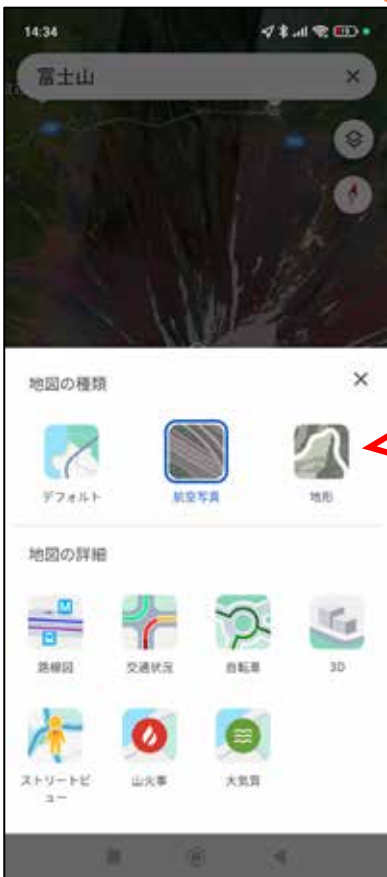 14:34
富士山
地図の種類
デフォルト
航空写真
地形
地図の詳細
M
路線図
交通状況
自転車
3D
ストリートビ
ュー
山火事
大気質